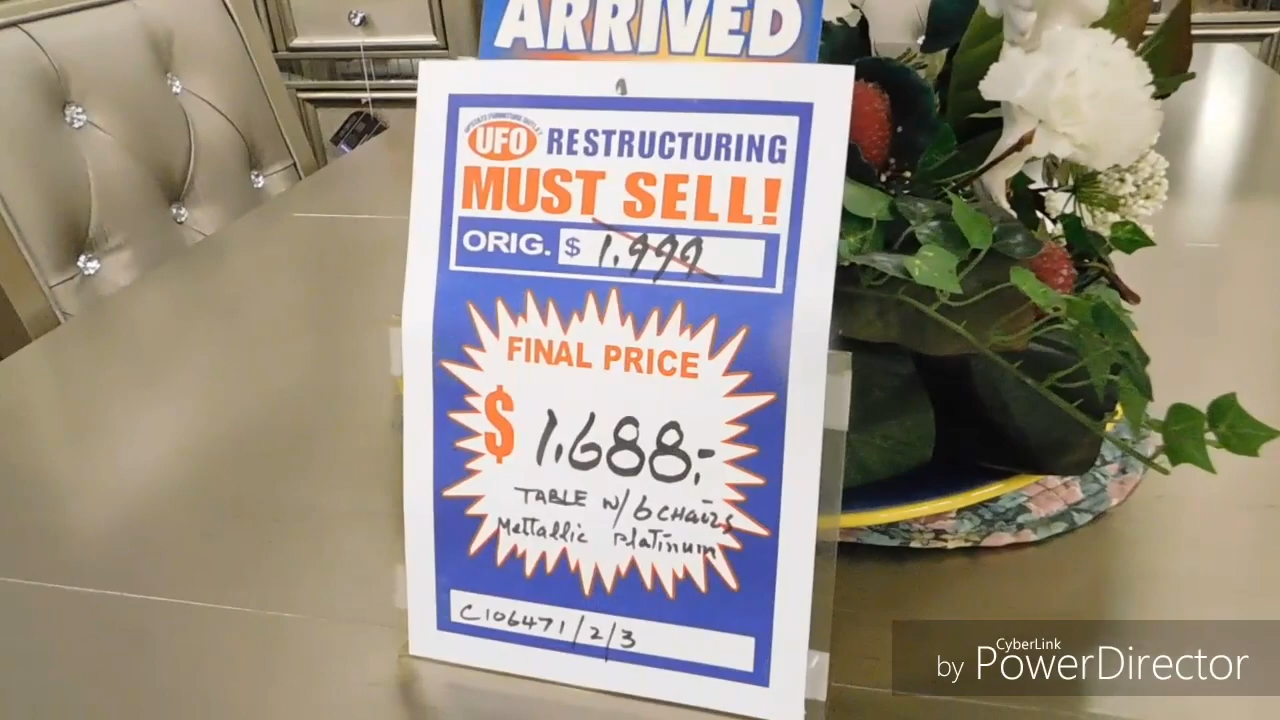 ARRIVED
UFO RESTRUCTURING
MUST SELL!
ORIG. $ 1.999
FINAL PRICE
$ 1.688.-
TABLE W/ 6 CHAIRS
Mettallic Platinum
C106471/2/3
CyberLink
by PowerDirector